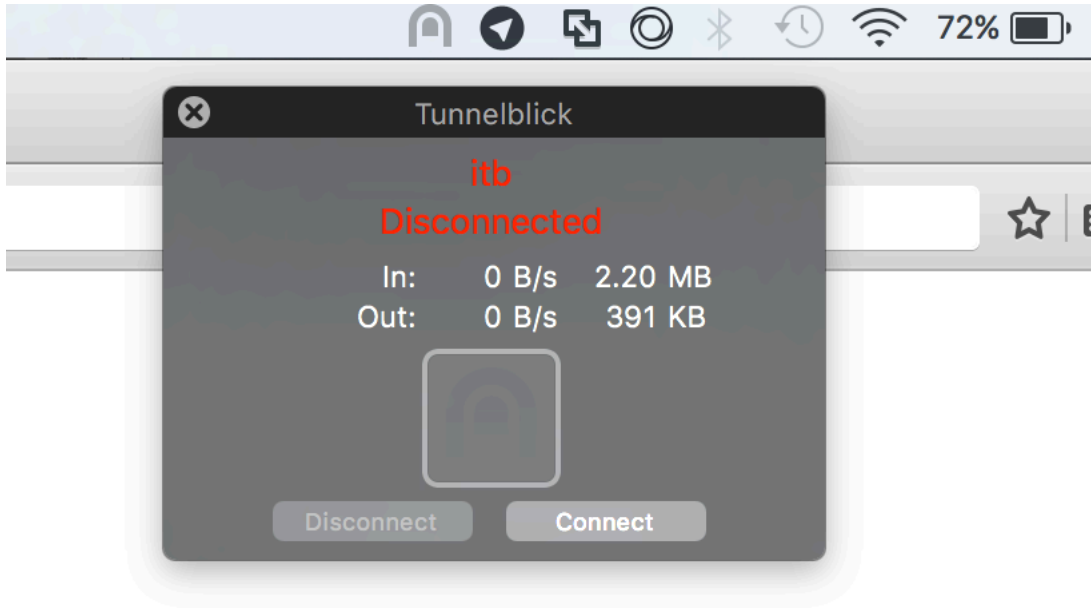 72%
Tunnelblick
itb
Disconnected
In: 0 B/s 2.20 MB
Out: 0 B/s 391 KB
Disconnect Connect